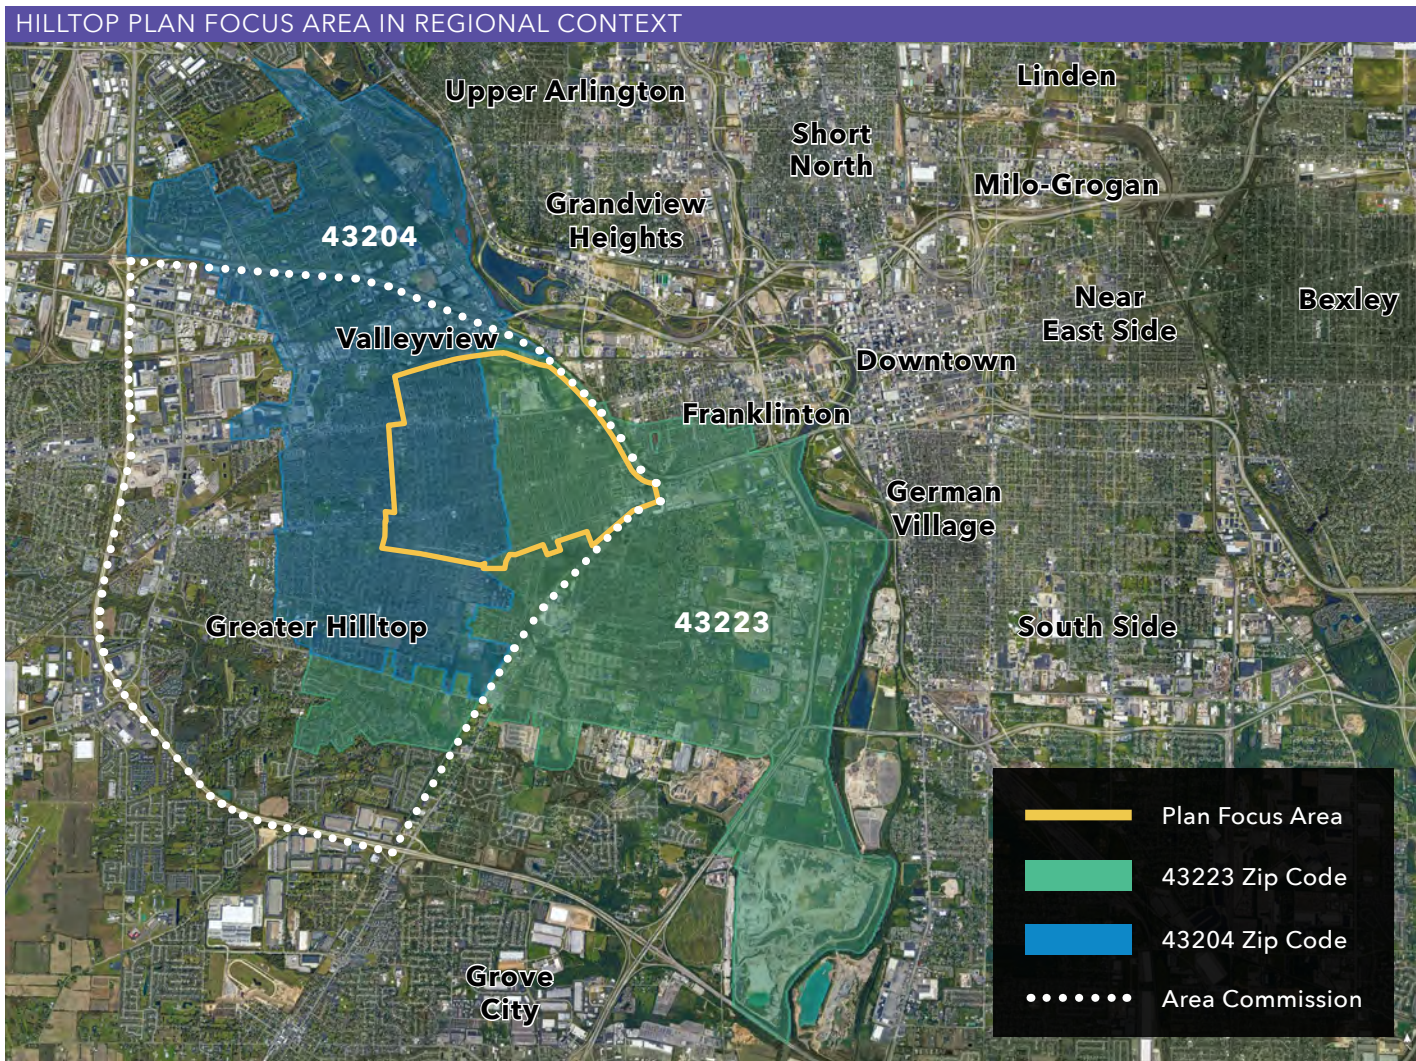 HILLTOP PLAN FOCUS AREA IN REGIONAL CONTEXT
Upper Arlington
Linden
Short
North
Milo-Grogan
Grandview
Heights
43204
Near
East Side
Bexley
Valleyview
Downtown
Franklinton
German
Village
Greater Hilltop
43223
South Side
Plan Focus Area
43223 Zip Code
43204 Zip Code
Area Commission
Grove
City